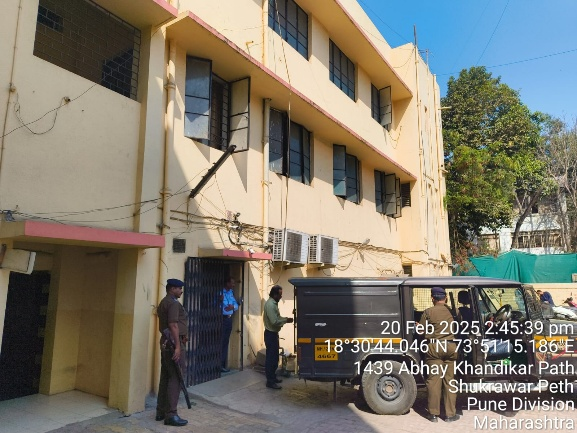 4667
20 Feb 2025 2:45:39 pm
18°30'44.046"N 73°51'15.186"E
1439 Abhay Khandikar Path
Shukrawar Peth
Pune Division
Maharashtra